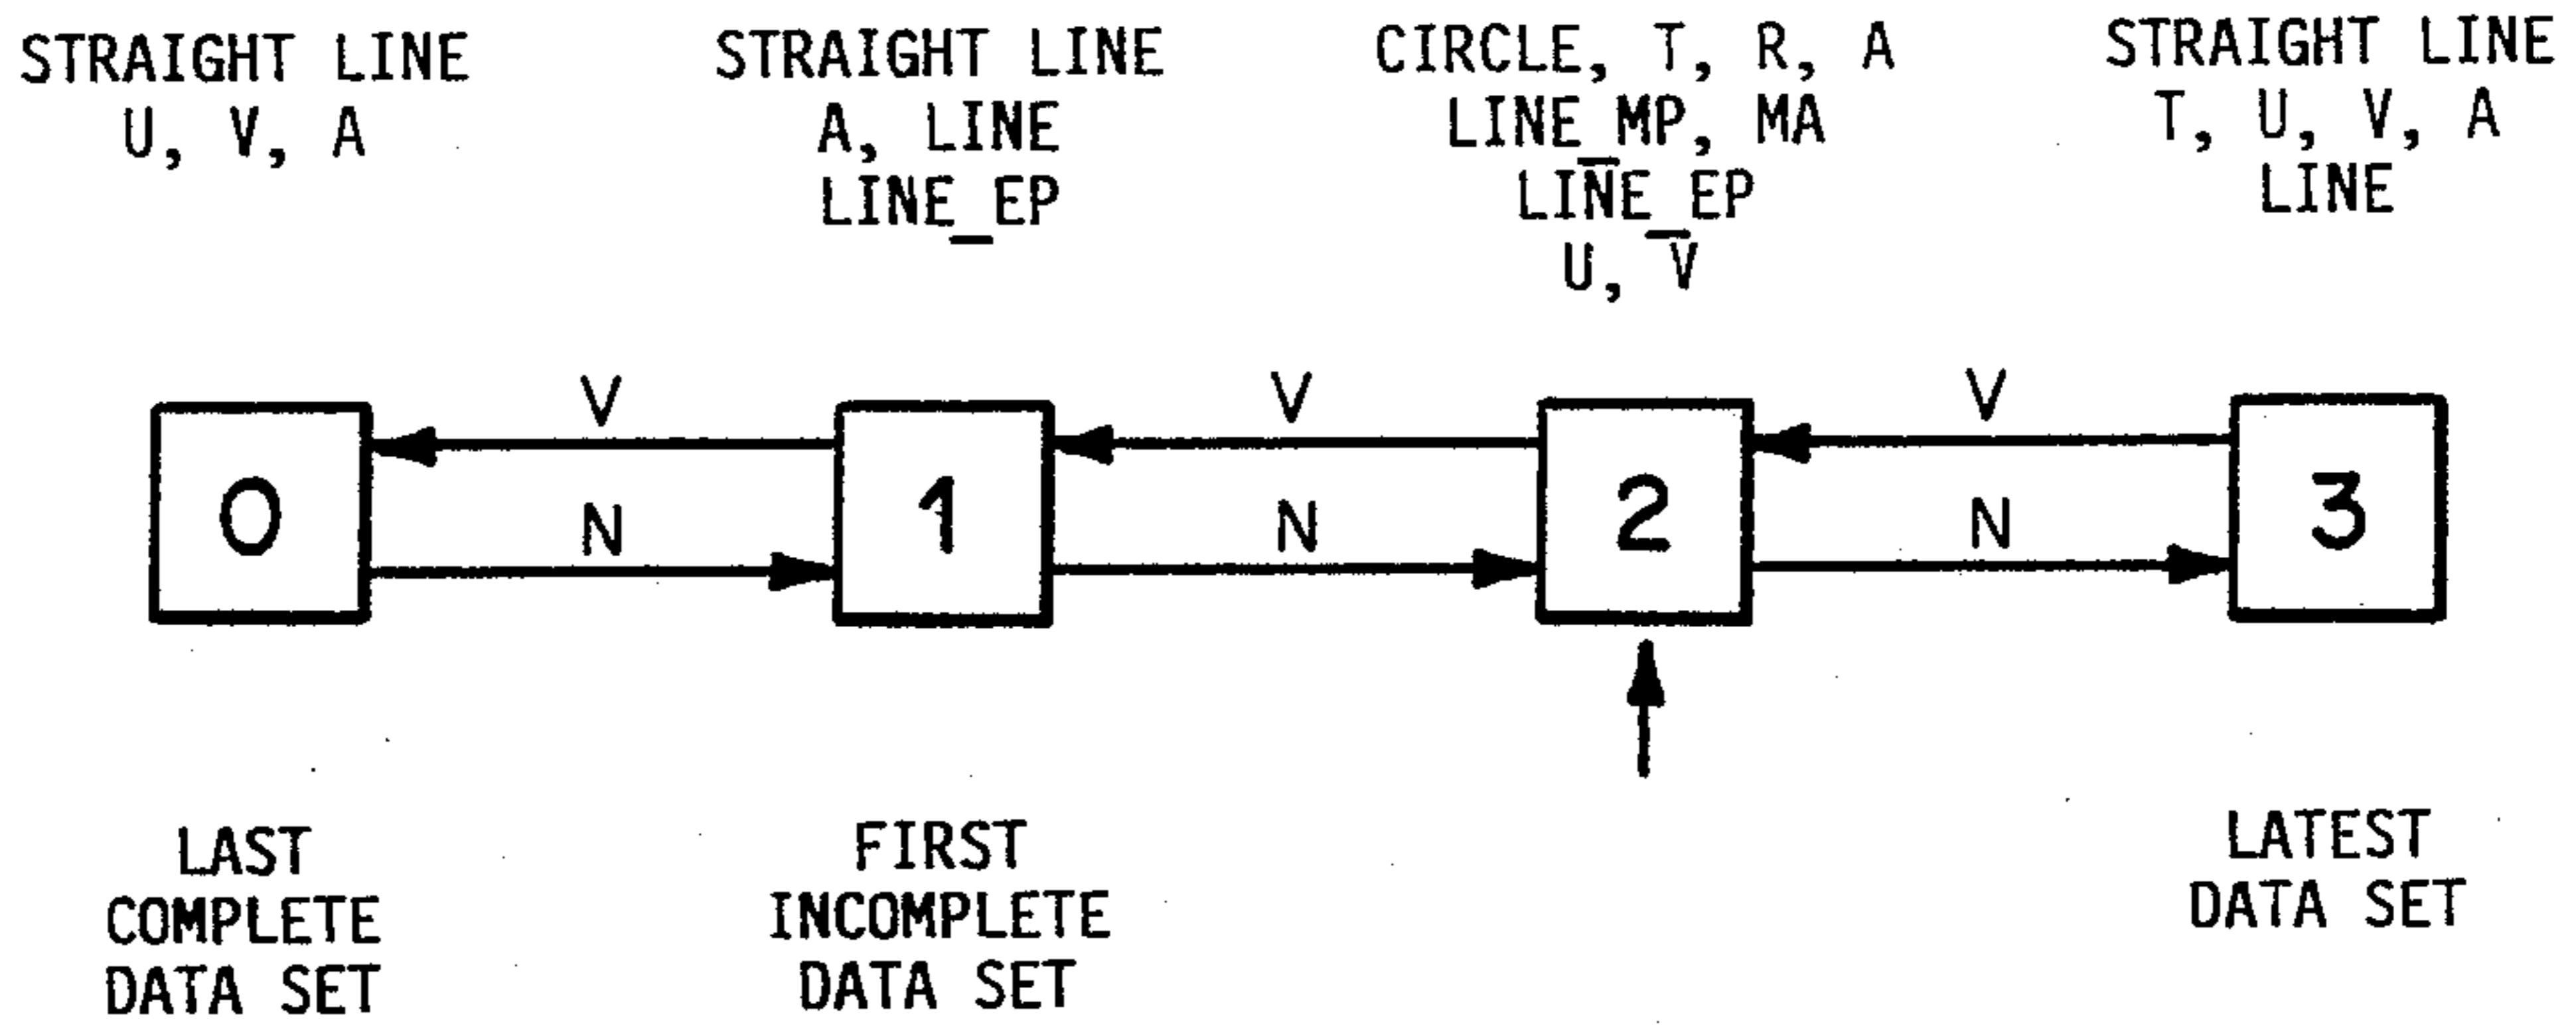 STRAIGHT LINE
U, V, A
STRAIGHT LINE
A, LINE
LINE_EP
CIRCLE, T, R, A
LINE_MP, MA
LINE_EP
U, V
STRAIGHT LINE
T, U, V, A
LINE
V
V
V
0
1
2
3
N
N
N
LAST
COMPLETE
DATA SET
FIRST
INCOMPLETE
DATA SET
LATEST
DATA SET